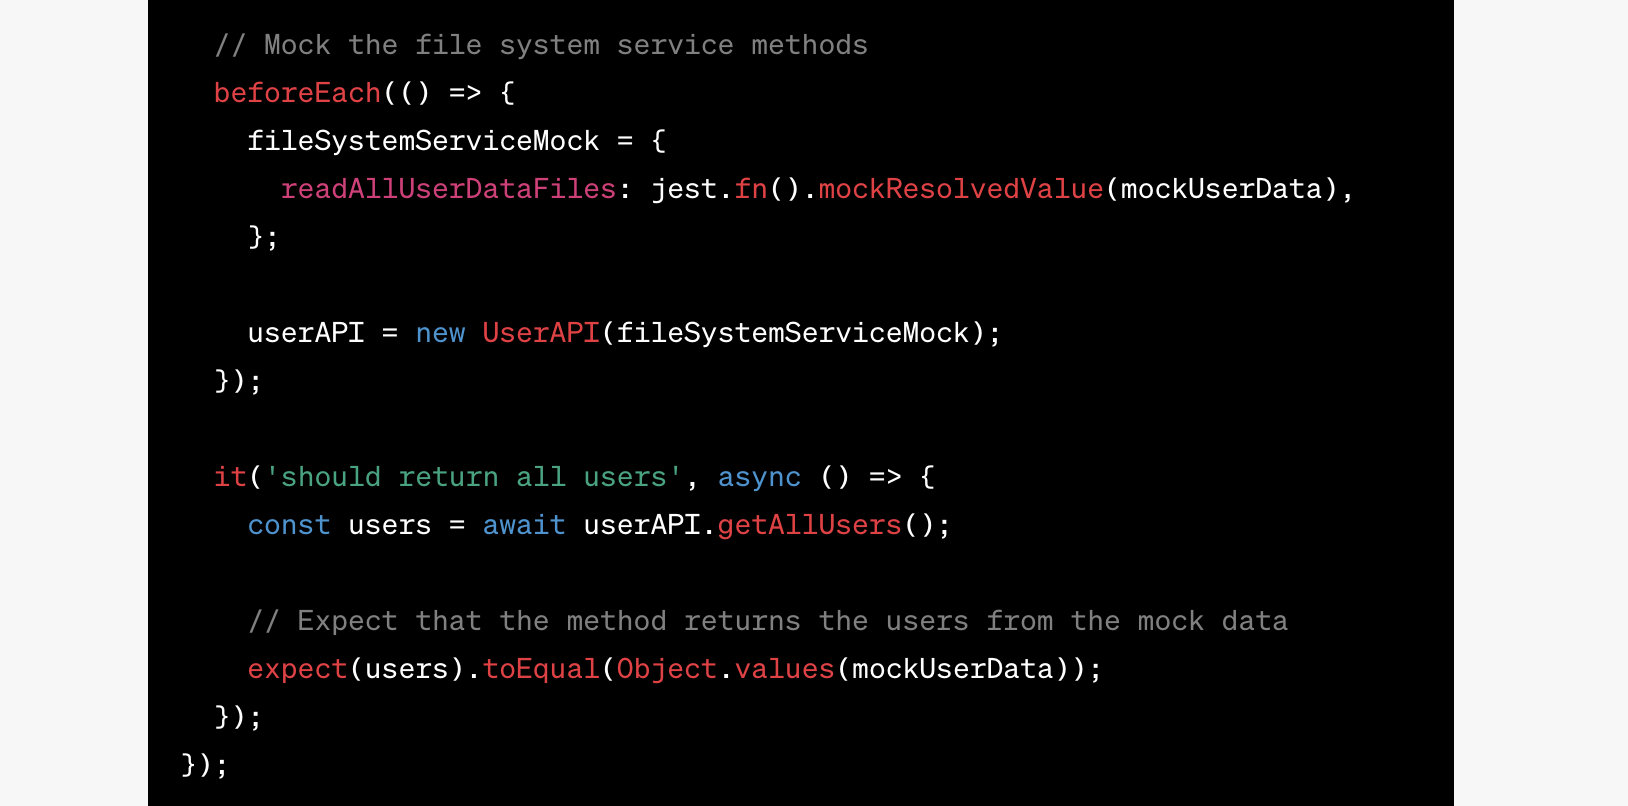 // Mock the file system service methods
beforeEach(() => {
fileSystemServiceMock = {
readAllUserDataFiles: jest.fn().mockResolvedValue(mockUserData),
};
userAPI = new UserAPI(fileSystemServiceMock);
});
it('should return all users', async () => {
const users = await userAPI.getAllUsers();
// Expect that the method returns the users from the mock data
expect(users).toEqual(Object.values(mockUserData));
});
});